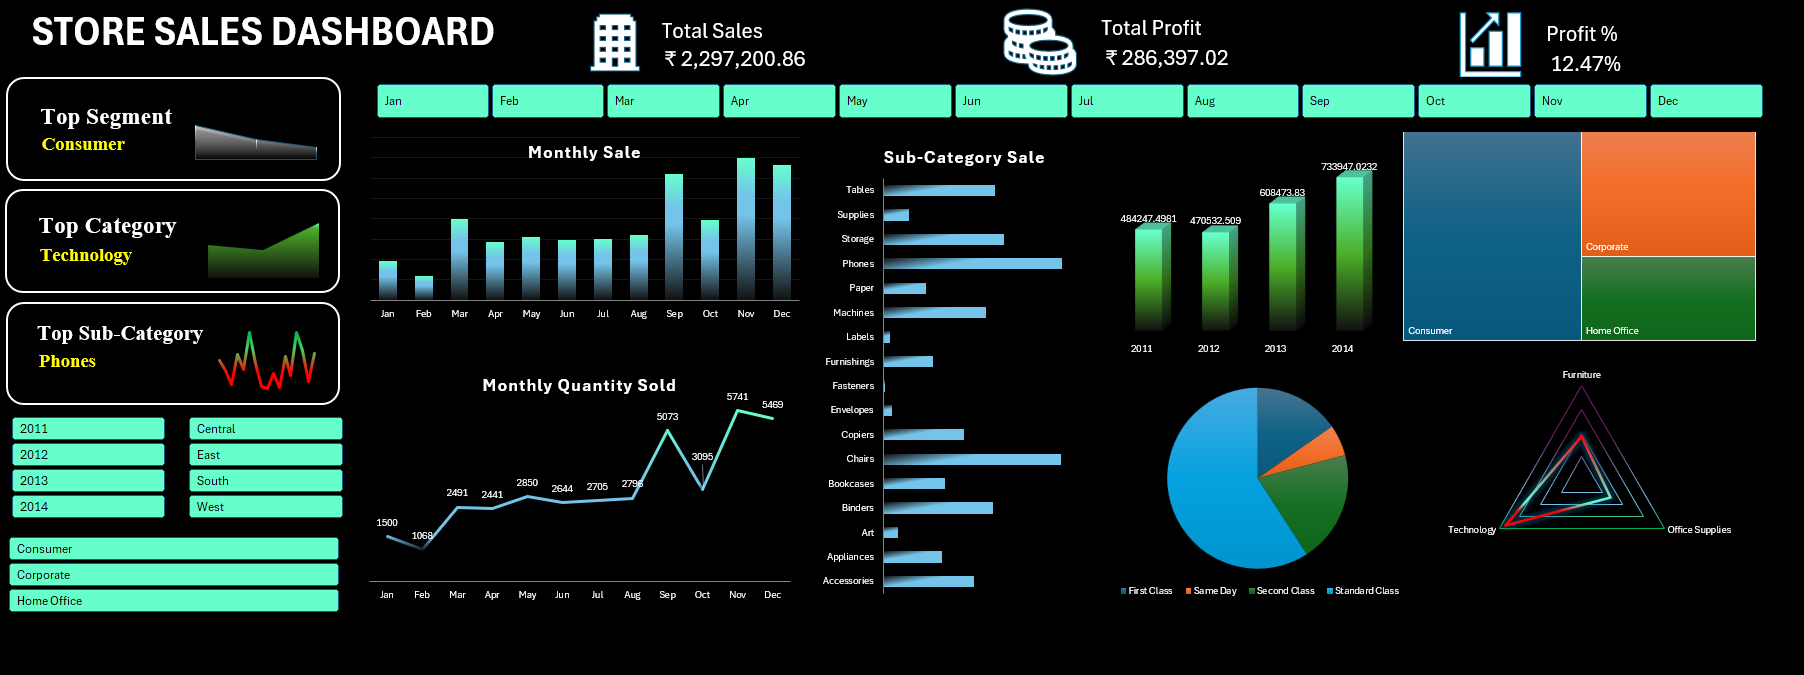 STORE SALES DASHBOARD
Total Sales
₹ 2,297,200.86
Total Profit
₹ 286,397.02
Profit %
12.47%
Jan
Feb
Mar
Apr
May
Jun
Jul
Aug
Sep
Oct
Nov
Dec
Top Segment
Consumer
Top Category
Technology
Top Sub-Category
Phones
2011
2012
2013
2014
Central
East
South
West
Consumer
Corporate
Home Office
Monthly Sale
Jan
Feb
Mar
Apr
May
Jun
Jul
Aug
Sep
Oct
Nov
Dec
Monthly Quantity Sold
1500
1068
2491
2441
2850
2644
2705
2796
5073
3095
5741
5469
Jan
Feb
Mar
Apr
May
Jun
Jul
Aug
Sep
Oct
Nov
Dec
Sub-Category Sale
Tables
Supplies
Storage
Phones
Paper
Machines
Labels
Furnishings
Fasteners
Envelopes
Copiers
Chairs
Bookcases
Binders
Art
Appliances
Accessories
484247.4981
470532.509
608473.83
733947.0232
2011
2012
2013
2014
Consumer
Corporate
Home Office
First Class
Same Day
Second Class
Standard Class
Furniture
Technology
Office Supplies